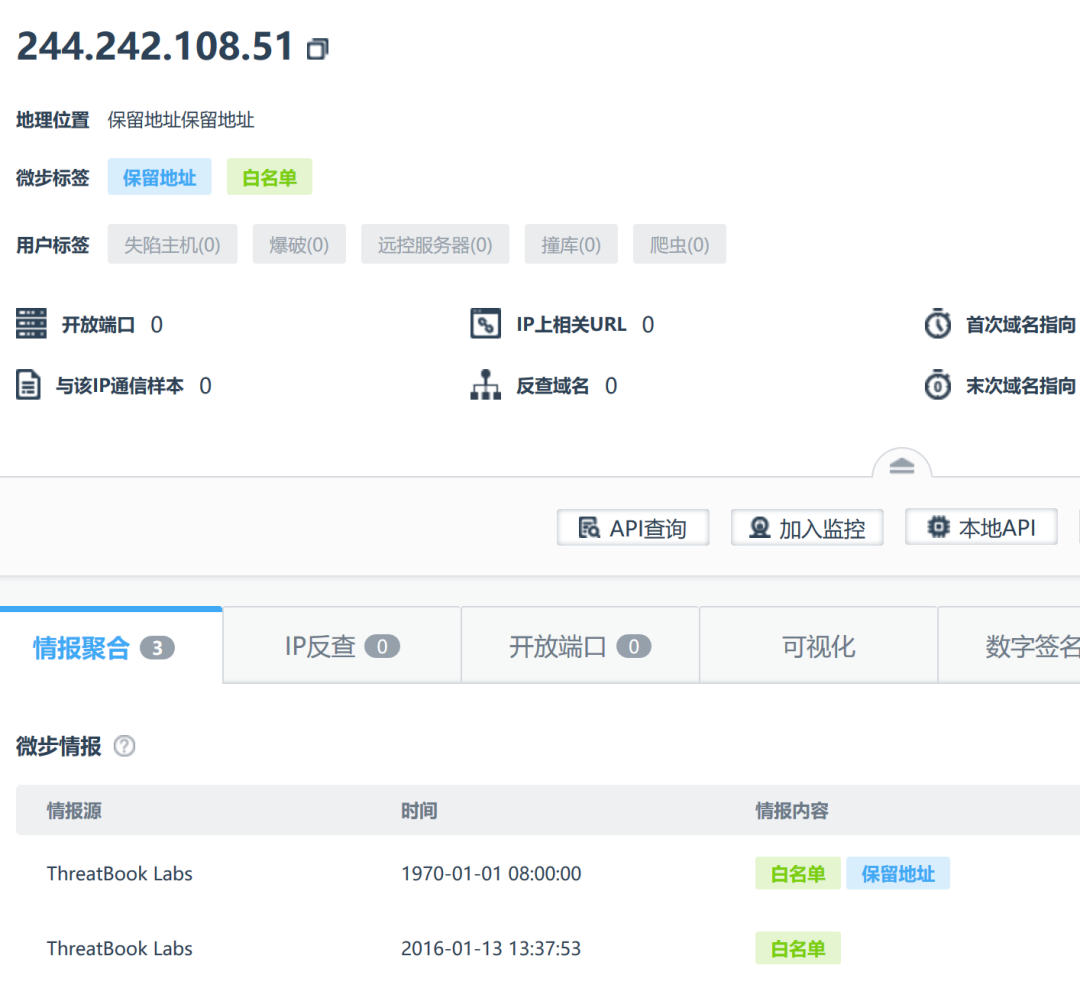 244.242.108.51
地理位置 保留地址保留地址
微步标签 保留地址 白名单
用户标签 失陷主机(0) 爆破(0) 远控服务器(0) 撞库(0) 爬虫(0)
开放端口 0 IP上相关URL 0 首次域名指向
与该IP通信样本 0 反查域名 0 末次域名指向
API查询 加入监控 本地API
情报聚合 3 IP反查 0 开放端口 0 可视化 数字签名
微步情报 ?
情报源 时间 情报内容
ThreatBook Labs 1970-01-01 08:00:00 白名单 保留地址
ThreatBook Labs 2016-01-13 13:37:53 白名单